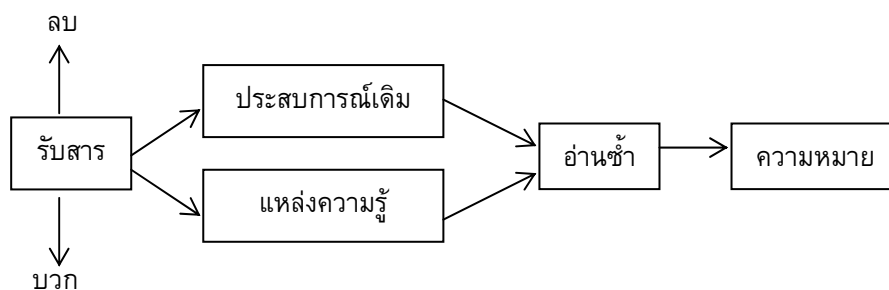 ลบ
รับสาร
บวก
ประสบการณ์เดิม
แหล่งความรู้
อ่านซ้ำ
ความหมาย